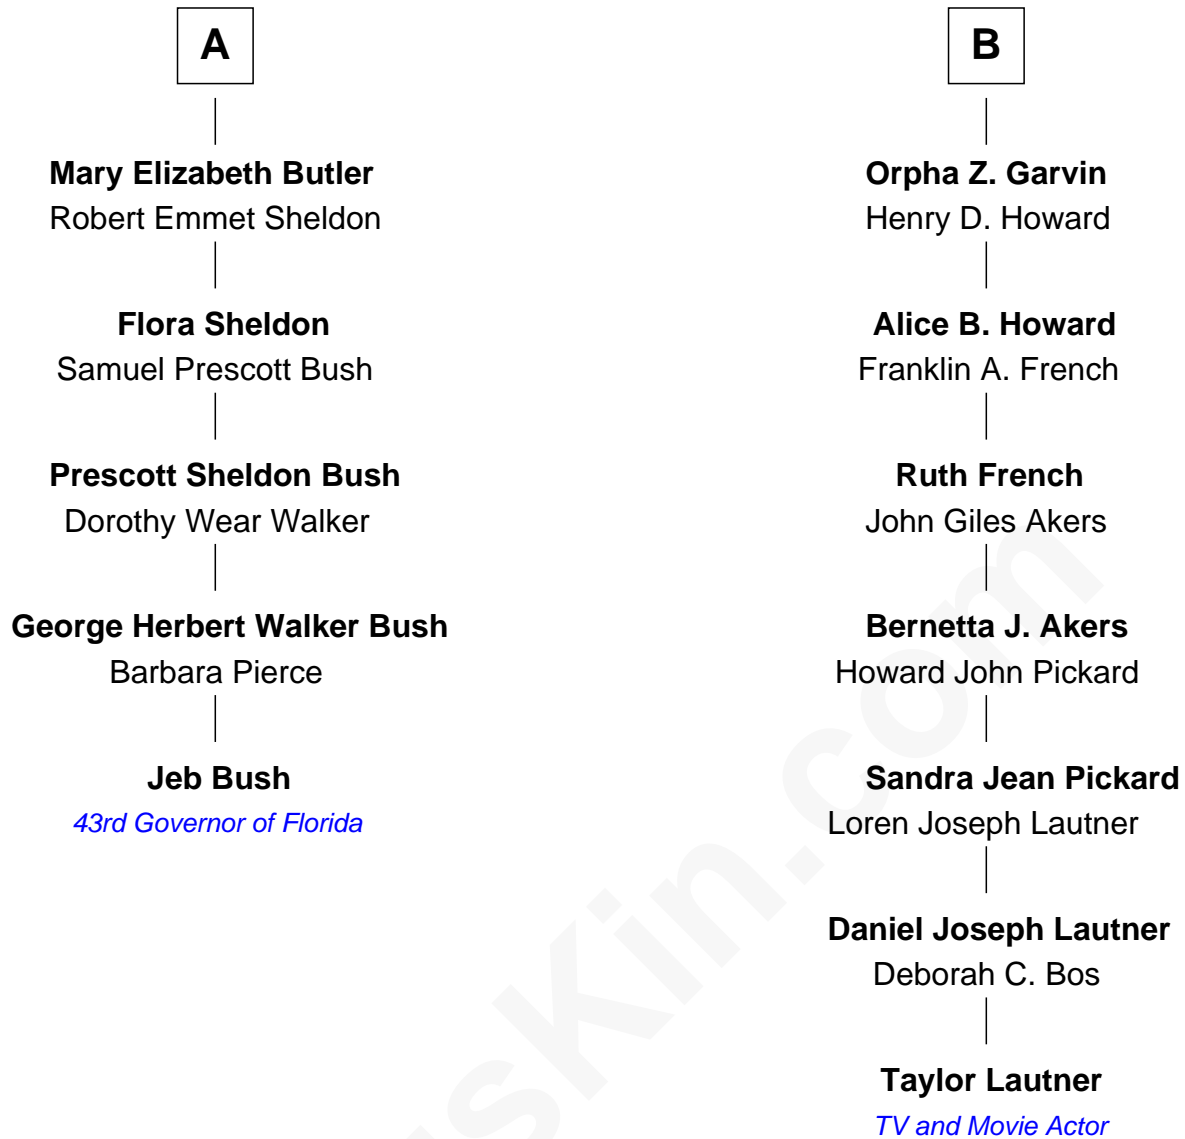 A
Mary Elizabeth Butler
Robert Emmet Sheldon
Flora Sheldon
Samuel Prescott Bush
Prescott Sheldon Bush
Dorothy Wear Walker
George Herbert Walker Bush
Barbara Pierce
Jeb Bush
43rd Governor of Florida
B
Orpha Z. Garvin
Henry D. Howard
Alice B. Howard
Franklin A. French
Ruth French
John Giles Akers
Bernetta J. Akers
Howard John Pickard
Sandra Jean Pickard
Loren Joseph Lautner
Daniel Joseph Lautner
Deborah C. Bos
Taylor Lautner
TV and Movie Actor
sKin.com